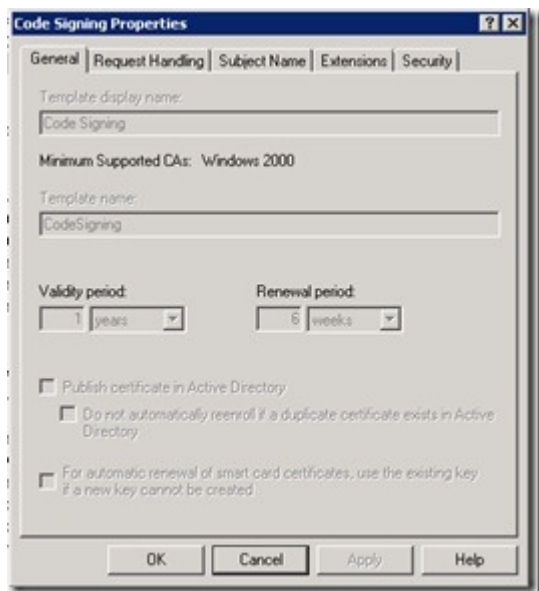 Code Signing Properties
General Request Handling Subject Name Extensions Security
Template display name:
Code Signing
Minimum Supported CAs: Windows 2000
Template name:
CodeSigning
Validity period: Renewal period:
1 years 6 weeks
Publish certificate in Active Directory
Do not automatically reenroll if a duplicate certificate exists in Active
Directory
For automatic renewal of smart card certificates, use the existing key
if a new key cannot be created
OK Cancel Apply Help